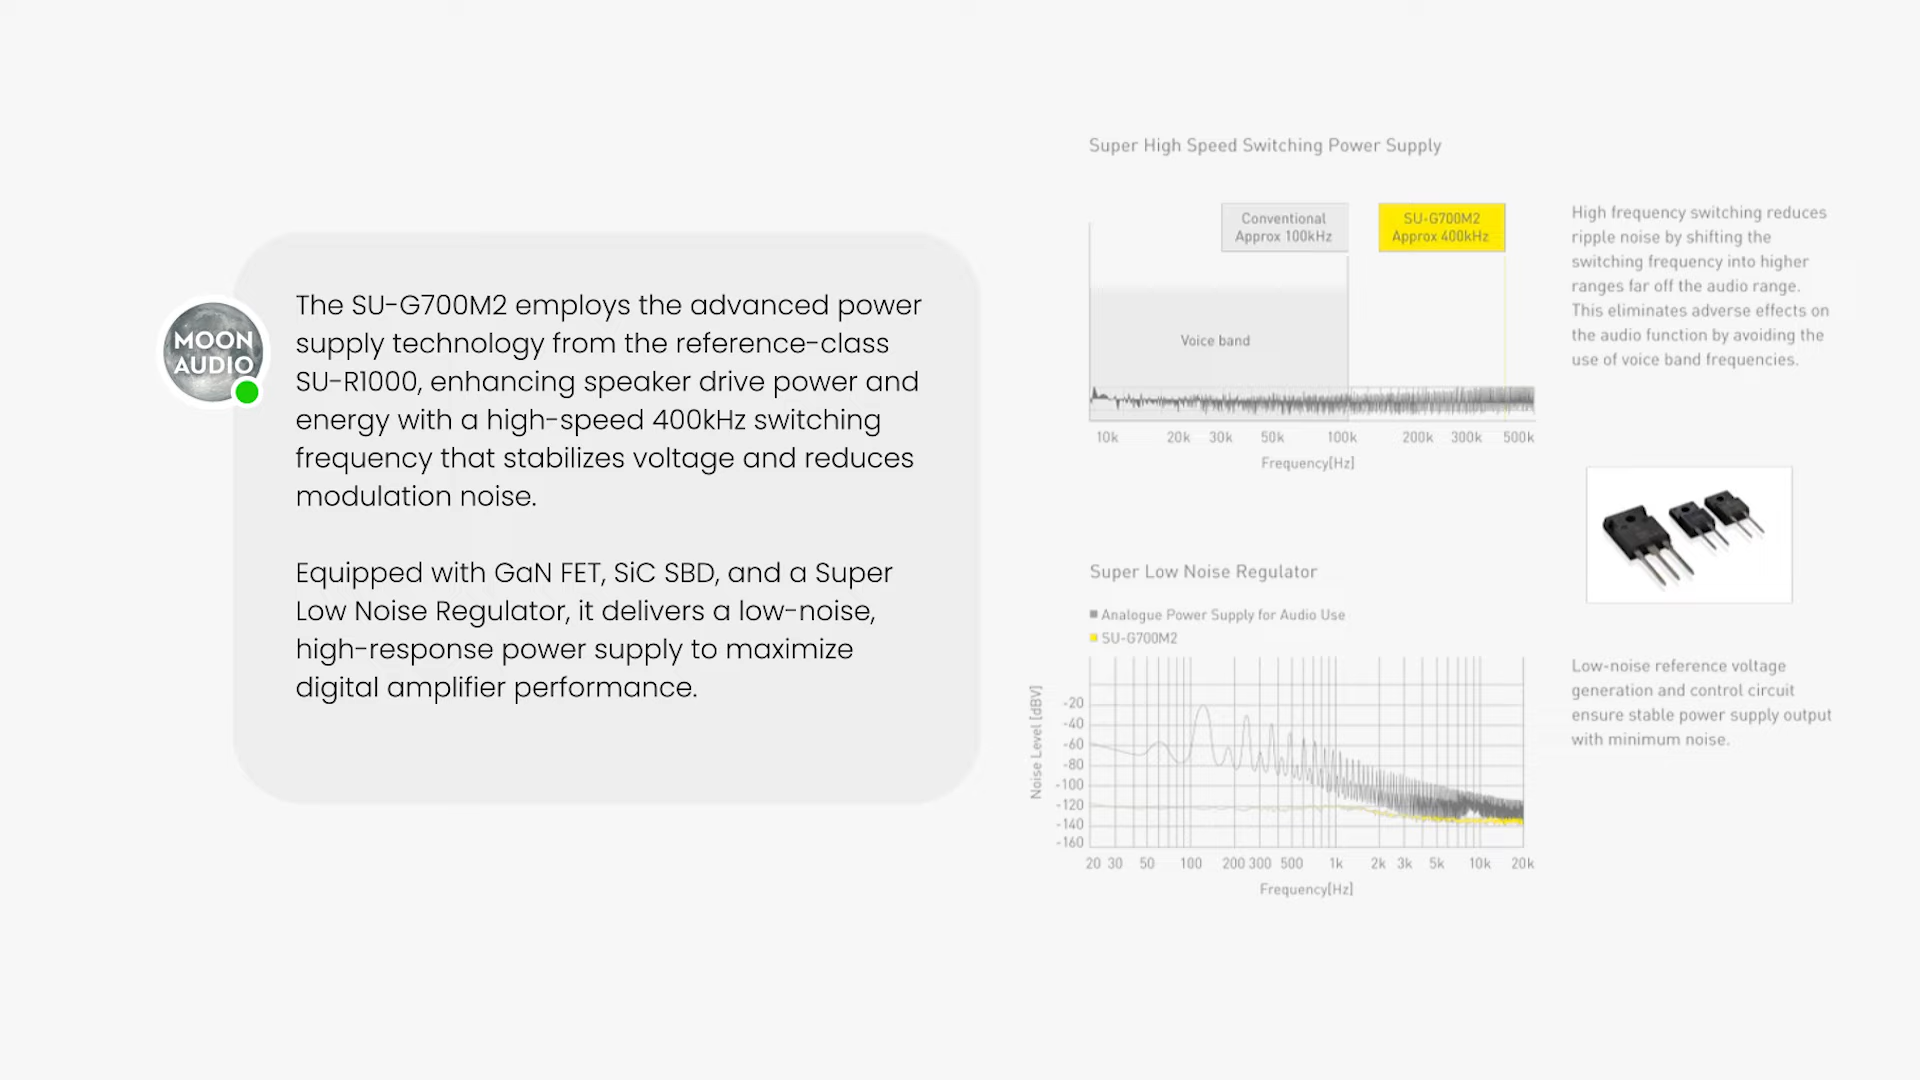 MOON
AUDIO
The SU-G700M2 employs the advanced power
supply technology from the reference-class
SU-R1000, enhancing speaker drive power and
energy with a high-speed 400kHz switching
frequency that stabilizes voltage and reduces
modulation noise.
Equipped with GaN FET, SiC SBD, and a Super
Low Noise Regulator, it delivers a low-noise,
high-response power supply to maximize
digital amplifier performance.
Super High Speed Switching Power Supply
Conventional
Approx 100kHz
SU-G700M2
Approx 400kHz
Voice band
10k 20k 30k 50k 100k 200k 300k 500k
Frequency[Hz]
High frequency switching reduces
ripple noise by shifting the
switching frequency into higher
ranges far off the audio range.
This eliminates adverse effects on
the audio function by avoiding the
use of voice band frequencies.
Super Low Noise Regulator
Analogue Power Supply for Audio Use
SU-G700M2
Noise Level [dBV]
-20
-40
-60
-80
-100
-120
-140
-160
20 30 50 100 200 300 500 1k 2k 3k 5k 10k 20k
Frequency[Hz]
Low-noise reference voltage
generation and control circuit
ensure stable power supply output
with minimum noise.